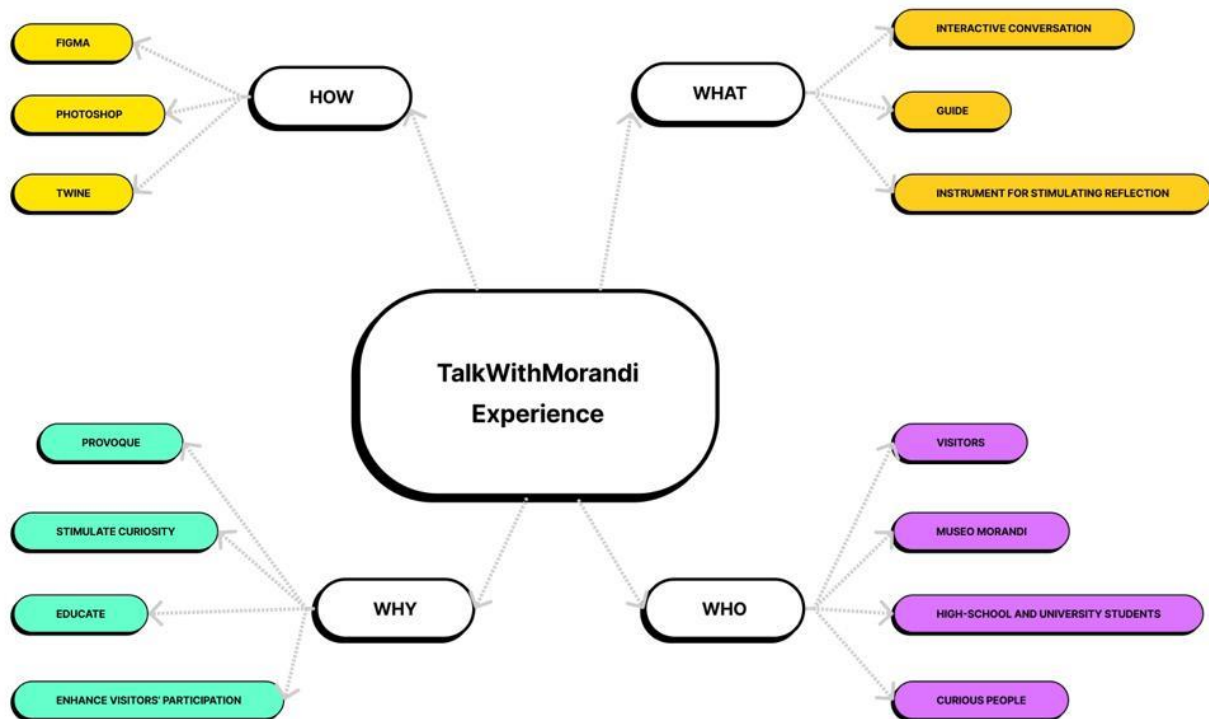 FIGMA
PHOTOSHOP
TWINE
HOW
WHAT
INTERACTIVE CONVERSATION
GUIDE
INSTRUMENT FOR STIMULATING REFLECTION
TalkWithMorandi
Experience
PROVOQUE
STIMULATE CURIOSITY
EDUCATE
ENHANCE VISITORS' PARTICIPATION
WHY
WHO
VISITORS
MUSEO MORANDI
HIGH-SCHOOL AND UNIVERSITY STUDENTS
CURIOUS PEOPLE